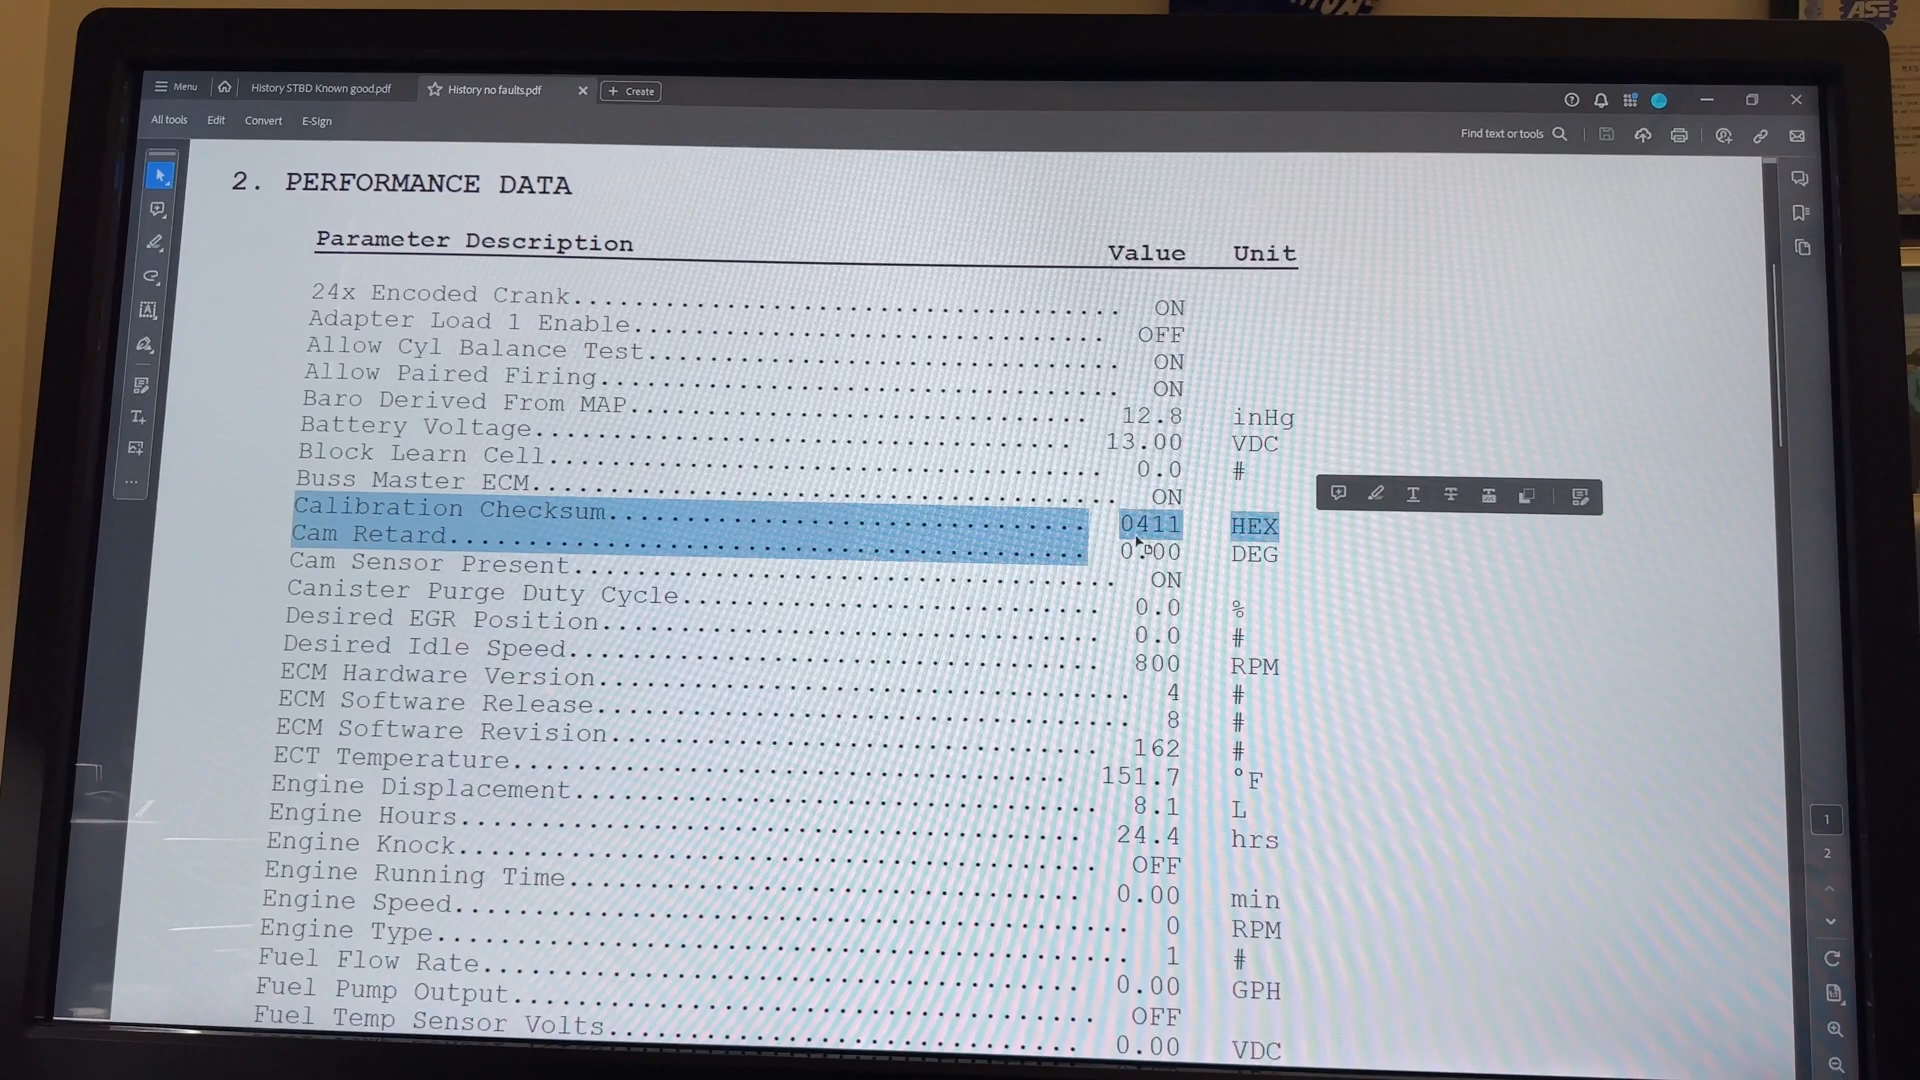 ASE
Menu
History STBD Known good.pdf
History no faults.pdf
Create
All tools
Edit
Convert
E-Sign
Find text or tools
2. PERFORMANCE DATA
Parameter Description Value Unit
24x Encoded Crank............................ ON
Adapter Load 1 Enable........................ OFF
Allow Cyl Balance Test........................ ON
Allow Paired Firing........................... ON
Baro Derived From MAP........................ 12.8 inHg
Battery Voltage............................ 13.00 VDC
Block Learn Cell............................. 0.0 #
Buss Master ECM.............................. ON
Calibration Checksum......................... 0411 HEX
Cam Retard................................. 0.00 DEG
Cam Sensor Present............................ ON
Canister Purge Duty Cycle...................... 0.0 %
Desired EGR Position.......................... 0.0 #
Desired Idle Speed............................ 800 RPM
ECM Hardware Version............................ 4 #
ECM Software Release............................ 8 #
ECM Software Revision......................... 162 #
ECT Temperature............................ 151.7 °F
Engine Displacement........................... 8.1 L
Engine Hours................................ 24.4 hrs
Engine Knock................................. OFF
Engine Running Time.......................... 0.00 min
Engine Speed................................... 0 RPM
Engine Type.................................... 1 #
Fuel Flow Rate.............................. 0.00 GPH
Fuel Pump Output............................. OFF
Fuel Temp Sensor Volts........................ 0.00 VDC
1
2